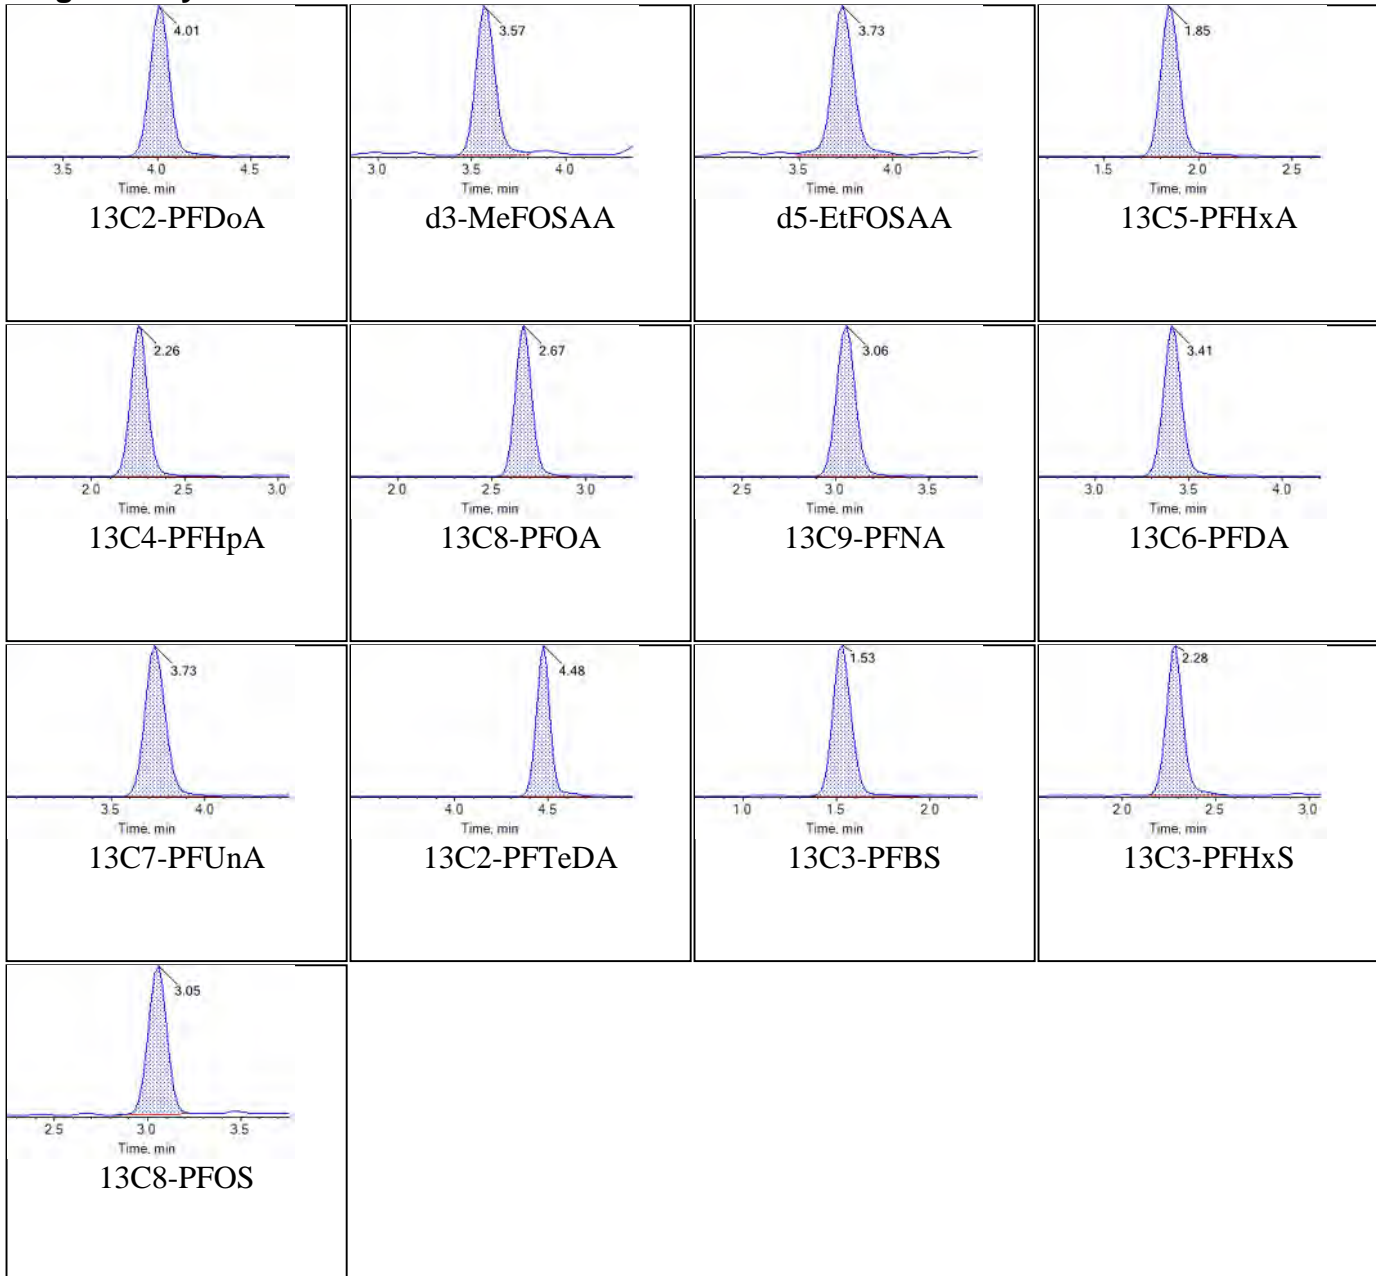 4.01
3.5 4.0 4.5
Time, min
13C2-PFDoA
3.57
3.0 3.5 4.0
Time, min
d3-MeFOSAA
3.73
3.5 4.0
Time, min
d5-EtFOSAA
1.85
1.5 2.0 2.5
Time, min
13C5-PFHxA
2.26
2.0 2.5 3.0
Time, min
13C4-PFHpA
2.67
2.0 2.5 3.0
Time, min
13C8-PFOA
3.06
2.5 3.0 3.5
Time, min
13C9-PFNA
3.41
3.0 3.5 4.0
Time, min
13C6-PFDA
3.73
3.5 4.0
Time, min
13C7-PFUnA
4.48
4.0 4.5
Time, min
13C2-PFTeDA
1.53
1.0 1.5 2.0
Time, min
13C3-PFBS
2.28
2.0 2.5 3.0
Time, min
13C3-PFHxS
3.05
2.5 3.0 3.5
Time, min
13C8-PFOS